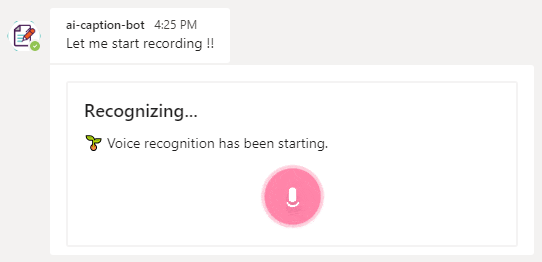 ai-caption-bot 4:25 PM
Let me start recording !!
Recognizing...
Voice recognition has been starting.